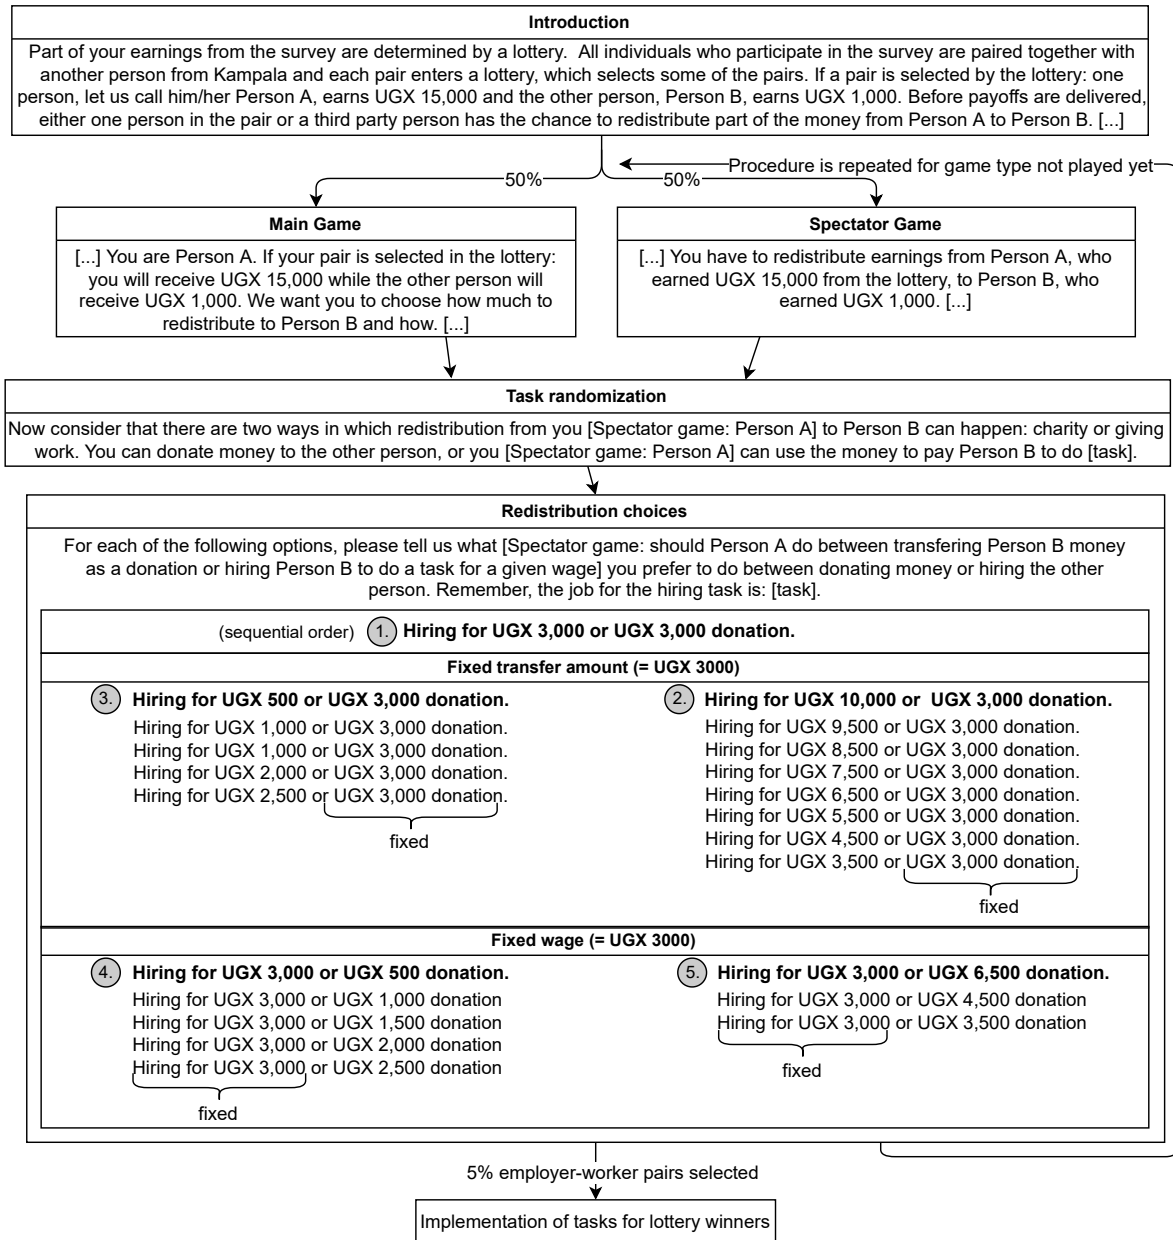 Introduction
Part of your earnings from the survey are determined by a lottery. All individuals who participate in the survey are paired together with
another person from Kampala and each pair enters a lottery, which selects some of the pairs. If a pair is selected by the lottery: one
person, let us call him/her Person A, earns UGX 15,000 and the other person, Person B, earns UGX 1,000. Before payoffs are delivered,
either one person in the pair or a third party person has the chance to redistribute part of the money from Person A to Person B. [...]
Procedure is repeated for game type not played yet
50%
50%
Main Game
[...] You are Person A. If your pair is selected in the lottery:
you will receive UGX 15,000 while the other person will
receive UGX 1,000. We want you to choose how much to
redistribute to Person B and how. [...]
Spectator Game
[...] You have to redistribute earnings from Person A, who
earned UGX 15,000 from the lottery, to Person B, who
earned UGX 1,000. [...]
Task randomization
Now consider that there are two ways in which redistribution from you [Spectator game: Person A] to Person B can happen: charity or giving
work. You can donate money to the other person, or you [Spectator game: Person A] can use the money to pay Person B to do [task].
Redistribution choices
For each of the following options, please tell us what [Spectator game: should Person A do between transfering Person B money
as a donation or hiring Person B to do a task for a given wage] you prefer to do between donating money or hiring the other
person. Remember, the job for the hiring task is: [task].
(sequential order) 1. Hiring for UGX 3,000 or UGX 3,000 donation.
Fixed transfer amount (= UGX 3000)
3. Hiring for UGX 500 or UGX 3,000 donation.
Hiring for UGX 1,000 or UGX 3,000 donation.
Hiring for UGX 1,000 or UGX 3,000 donation.
Hiring for UGX 2,000 or UGX 3,000 donation.
Hiring for UGX 2,500 or UGX 3,000 donation.
fixed
2. Hiring for UGX 10,000 or UGX 3,000 donation.
Hiring for UGX 9,500 or UGX 3,000 donation.
Hiring for UGX 8,500 or UGX 3,000 donation.
Hiring for UGX 7,500 or UGX 3,000 donation.
Hiring for UGX 6,500 or UGX 3,000 donation.
Hiring for UGX 5,500 or UGX 3,000 donation.
Hiring for UGX 4,500 or UGX 3,000 donation.
Hiring for UGX 3,500 or UGX 3,000 donation.
fixed
Fixed wage (= UGX 3000)
4. Hiring for UGX 3,000 or UGX 500 donation.
Hiring for UGX 3,000 or UGX 1,000 donation
Hiring for UGX 3,000 or UGX 1,500 donation
Hiring for UGX 3,000 or UGX 2,000 donation
Hiring for UGX 3,000 or UGX 2,500 donation
fixed
5. Hiring for UGX 3,000 or UGX 6,500 donation.
Hiring for UGX 3,000 or UGX 4,500 donation
Hiring for UGX 3,000 or UGX 3,500 donation
fixed
5% employer-worker pairs selected
Implementation of tasks for lottery winners